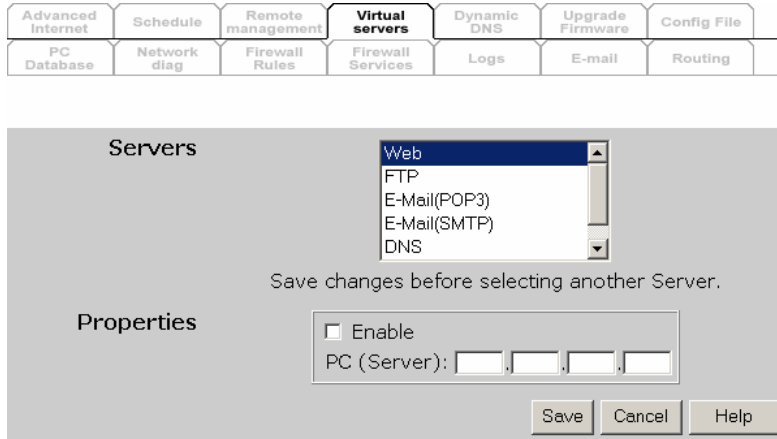 Advanced Internet Schedule Remote management Virtual servers Dynamic DNS Upgrade Firmware Config File
PC Database Network diag Firewall Rules Firewall Services Logs E-mail Routing
Servers
Web
FTP
E-Mail(POP3)
E-Mail(SMTP)
DNS
Save changes before selecting another Server.
Properties
Enable
PC (Server): . . .
Save Cancel Help